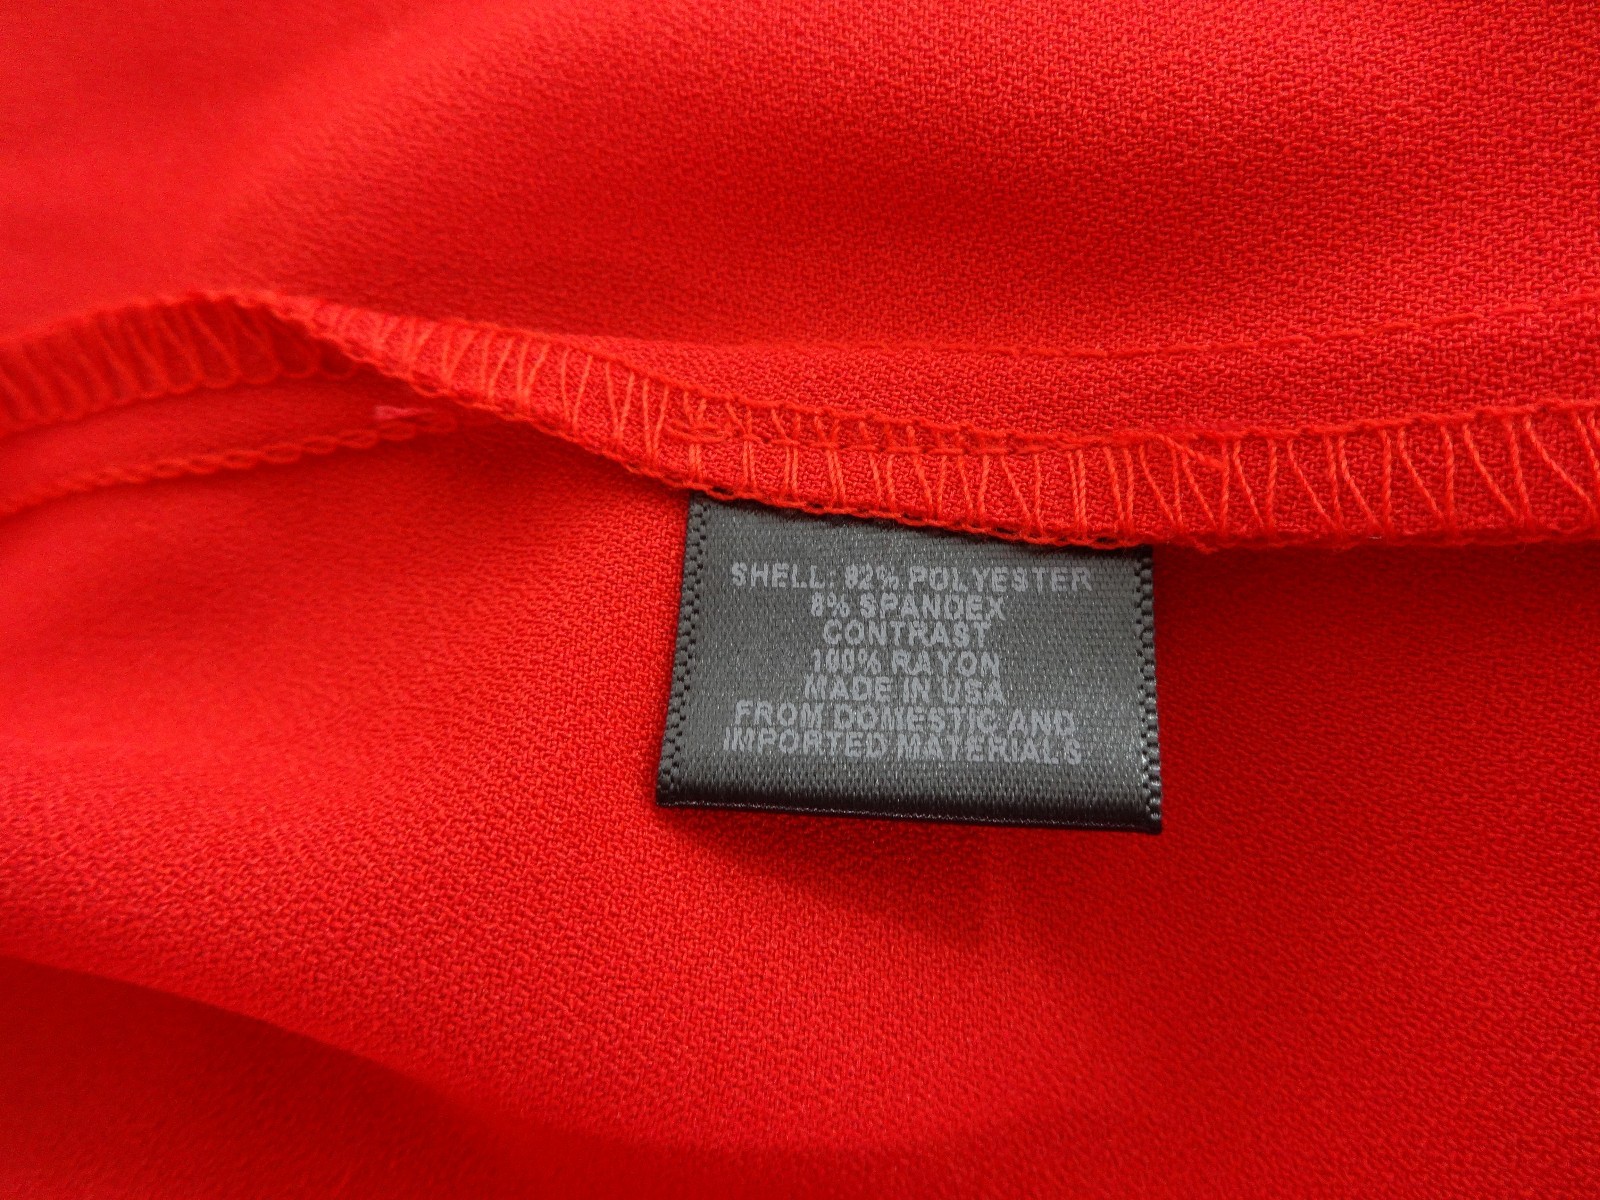 SHELL: 92% POLYESTER
8% SPANDEX
CONTRAST
100% RAYON
MADE IN USA
FROM DOMESTIC AND
IMPORTED MATERIALS